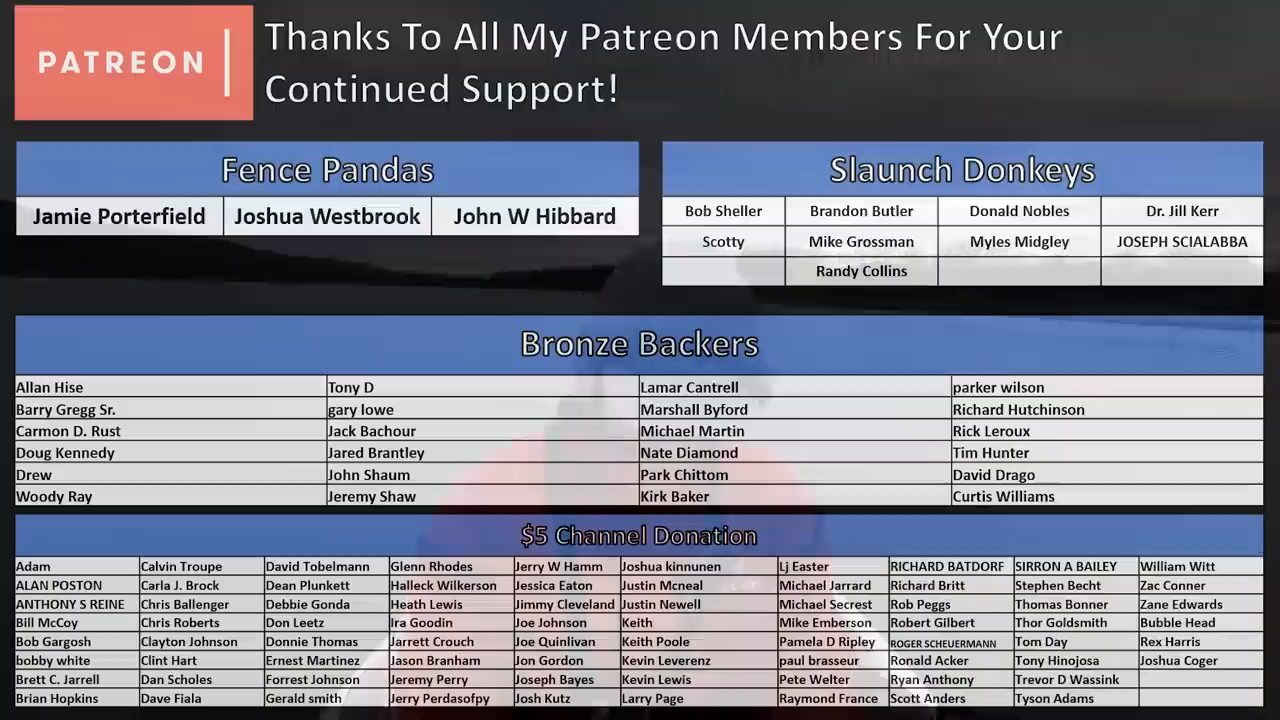 PATREON
Thanks To All My Patreon Members For Your
Continued Support!
Fence Pandas
Jamie Porterfield Joshua Westbrook John W Hibbard
Slaunch Donkeys
Bob Sheller Brandon Butler Donald Nobles Dr. Jill Kerr
Scotty Mike Grossman Myles Midgley JOSEPH SCIALABBA
Randy Collins
Bronze Backers
Allan Hise Tony D Lamar Cantrell parker wilson
Barry Gregg Sr. gary lowe Marshall Byford Richard Hutchinson
Carmon D. Rust Jack Bachour Michael Martin Rick Leroux
Doug Kennedy Jared Brantley Nate Diamond Tim Hunter
Drew John Shaum Park Chittom David Drago
Woody Ray Jeremy Shaw Kirk Baker Curtis Williams
$5 Channel Donation
Adam Calvin Troupe David Tobelmann Glenn Rhodes Jerry W Hamm Joshua kinnunen Lj Easter RICHARD BATDORF SIRRON A BAILEY William Witt
ALAN POSTON Carla J. Brock Dean Plunkett Halleck Wilkerson Jessica Eaton Justin Mcneal Michael Jarrard Richard Britt Stephen Becht Zac Conner
ANTHONY S REINE Chris Ballenger Debbie Gonda Heath Lewis Jimmy Cleveland Justin Newell Michael Secrest Rob Peggs Thomas Bonner Zane Edwards
Bill McCoy Chris Roberts Don Leetz Ira Goodin Joe Johnson Keith Mike Emberson Robert Gilbert Thor Goldsmith Bubble Head
Bob Gargosh Clayton Johnson Donnie Thomas Jarrett Crouch Joe Quinlivan Keith Poole Pamela D Ripley ROGER SCHEUERMANN Tom Day Rex Harris
bobby white Clint Hart Ernest Martinez Jason Branham Jon Gordon Kevin Leverenz paul brasseur Ronald Acker Tony Hinojosa Joshua Coger
Brett C. Jarrell Dan Scholes Forrest Johnson Jeremy Perry Joseph Bayes Kevin Lewis Pete Welter Ryan Anthony Trevor D Wassink
Brian Hopkins Dave Fiala Gerald smith Jerry Perdasofpy Josh Kutz Larry Page Raymond France Scott Anders Tyson Adams